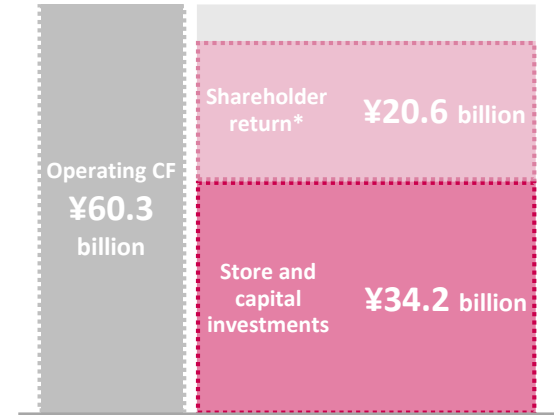 Operating CF
¥60.3
billion
Shareholder
return*
¥20.6 billion
Store and
capital
investments
¥34.2 billion